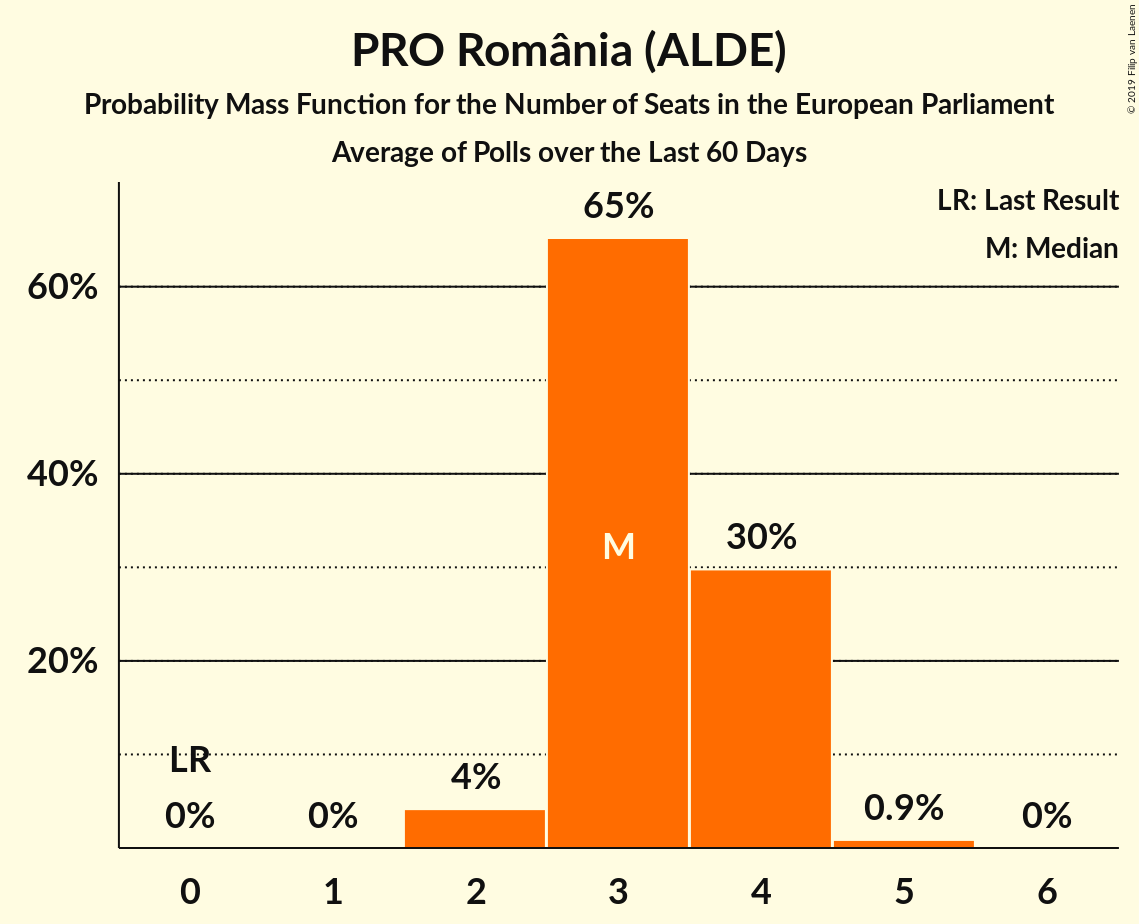 PRO România (ALDE)
Probability Mass Function for the Number of Seats in the European Parliament
Average of Polls over the Last 60 Days
© 2019 Filip van Laenen
LR: Last Result
M: Median
60%
40%
20%
65%
M
30%
LR
0%
0%
4%
0.9%
0%
0 1 2 3 4 5 6